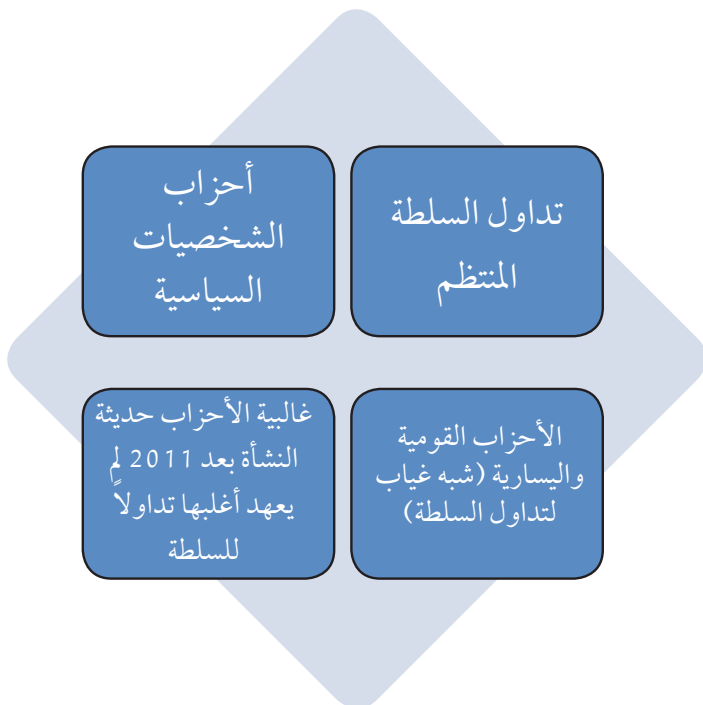 تداول السلطة
المنتظم
أحزاب
الشخصيات
السياسية
الأحزاب القومية
واليسارية (شبه غياب
لتداول السلطة)
غالبية الأحزاب حديثة
النشأة بعد 2011 لم
يعهد أغلبها تداولاً
للسلطة